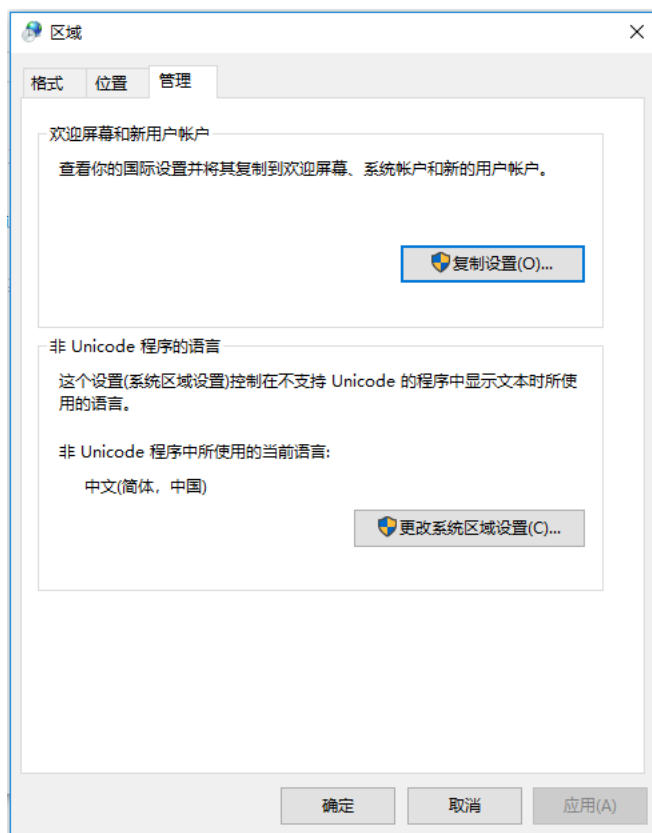 区域
格式
位置
管理
欢迎屏幕和新用户帐户
查看你的国际设置并将其复制到欢迎屏幕、系统帐户和新的用户帐户。
复制设置(O)...
非 Unicode 程序的语言
这个设置(系统区域设置)控制在不支持 Unicode 的程序中显示文本时所使
用的语言。
非 Unicode 程序中所使用的当前语言:
中文(简体，中国)
更改系统区域设置(C)...
确定
取消
应用(A)